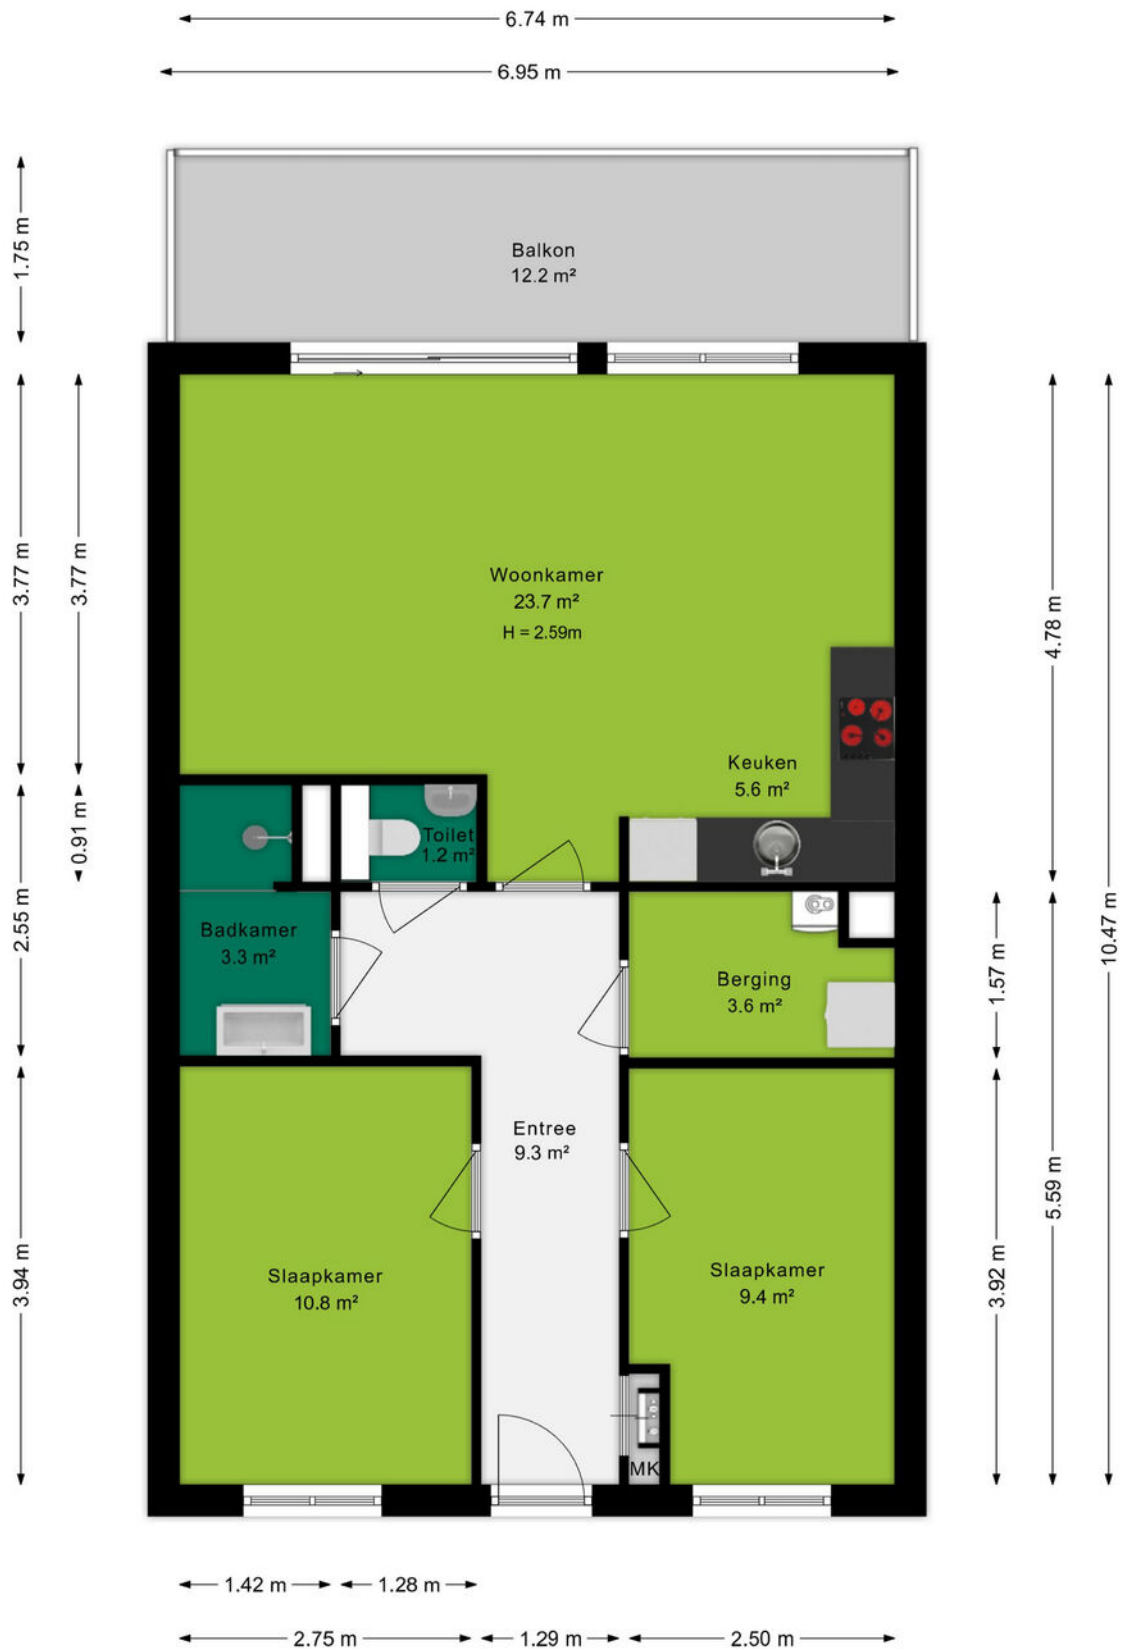 6.74 m
6.95 m
1.75 m
Balkon
12.2 m²
3.77 m
3.77 m
Woonkamer
23.7 m²
H = 2.59m
4.78 m
10.47 m
Keuken
5.6 m²
0.91 m
Toilet
1.2 m²
2.55 m
Badkamer
3.3 m²
Berging
3.6 m²
1.57 m
Entree
9.3 m²
5.59 m
3.94 m
Slaapkamer
10.8 m²
Slaapkamer
9.4 m²
3.92 m
MK
1.42 m
1.28 m
2.75 m
1.29 m
2.50 m